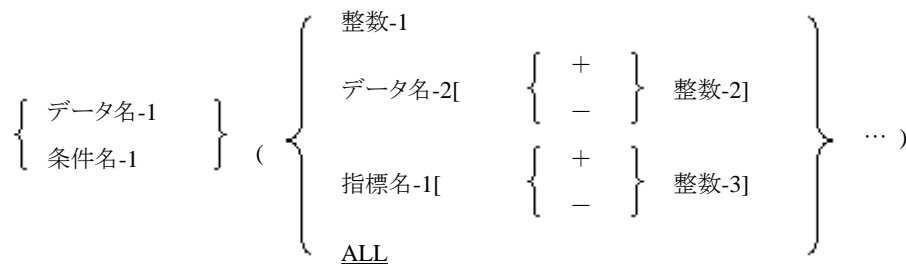 整数-1
データ名-2[ { + − } 整数-2]
{ データ名-1 条件名-1 } ( { } … )
指標名-1[ { + − } 整数-3]
ALL